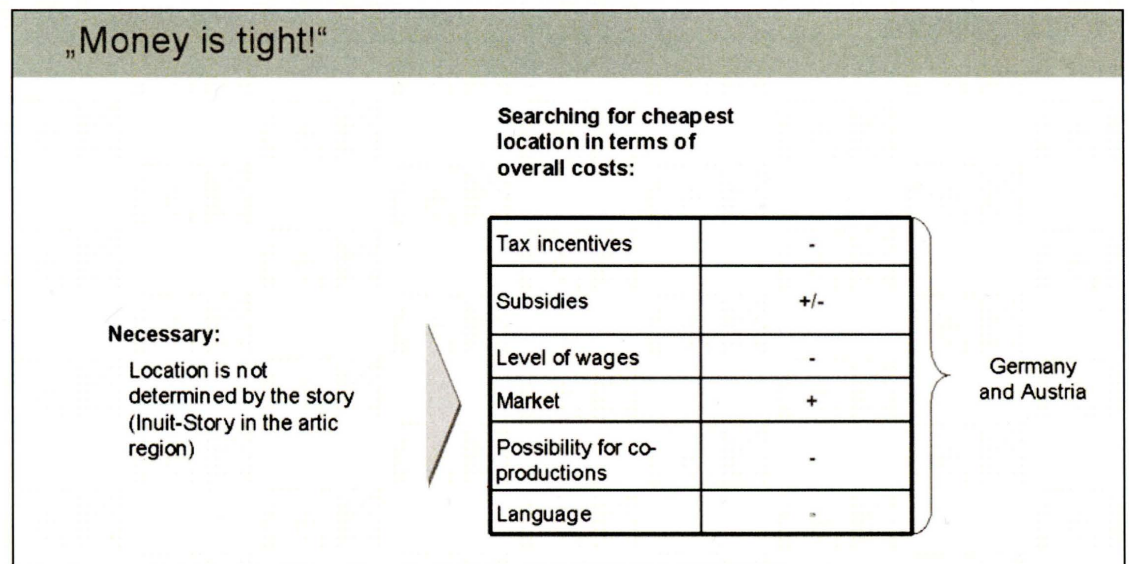 „Money is tight!“
Searching for cheapest
location in terms of
overall costs:
Necessary:
Location is not
determined by the story
(Inuit-Story in the artic
region)
Tax incentives -
Subsidies +/-
Level of wages -
Market +
Possibility for co-
productions -
Language -
Germany
and Austria